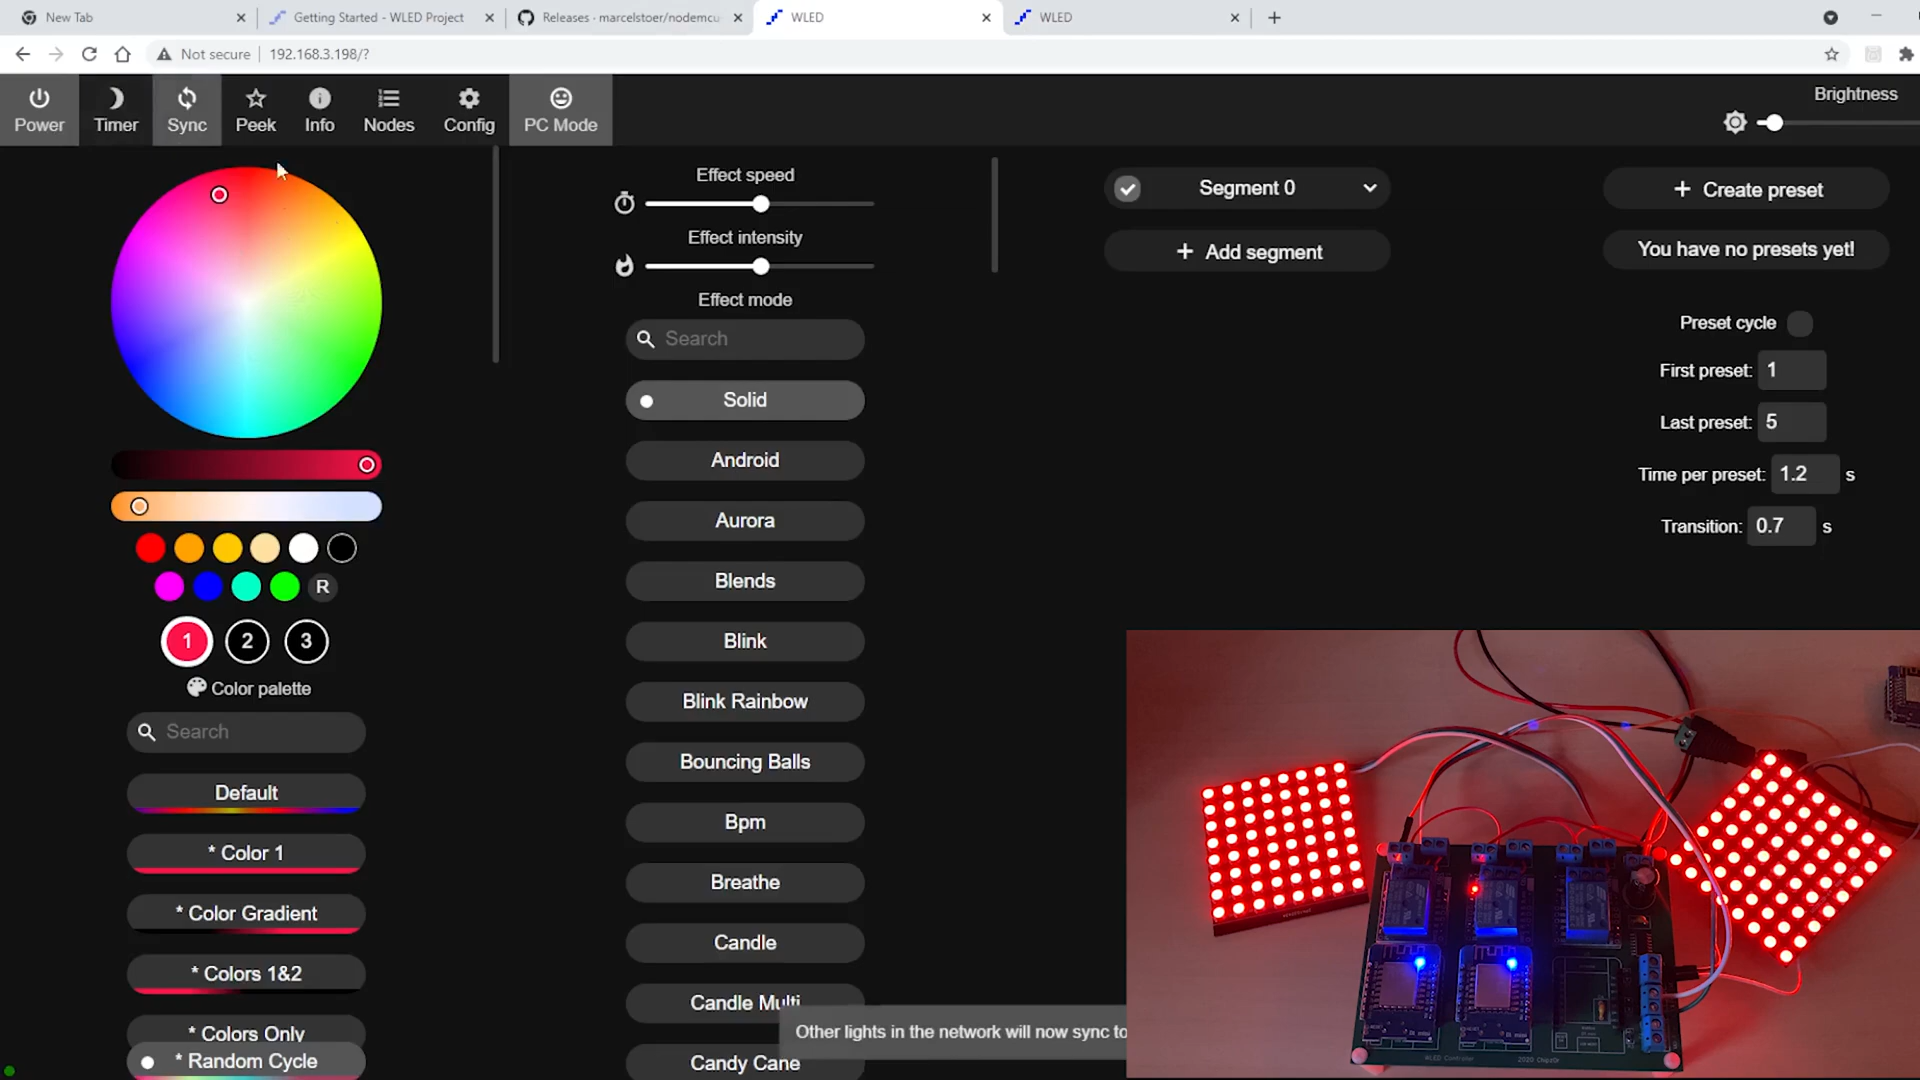 New Tab
Getting Started - WLED Project
Releases · marcelstoer/nodemcu
WLED
WLED
Not secure
192.168.3.198/?
Power
Timer
Sync
Peek
Info
Nodes
Config
PC Mode
Brightness
R
1
2
3
Color palette
Search
Default
* Color 1
* Color Gradient
* Colors 1&2
* Colors Only
* Random Cycle
Effect speed
Effect intensity
Effect mode
Search
Solid
Android
Aurora
Blends
Blink
Blink Rainbow
Bouncing Balls
Bpm
Breathe
Candle
Candle Multi
Candy Cane
Other lights in the network will now sync to
Segment 0
+ Add segment
+ Create preset
You have no presets yet!
Preset cycle
First preset: 1
Last preset: 5
Time per preset: 1.2 s
Transition: 0.7 s
WLED Controller